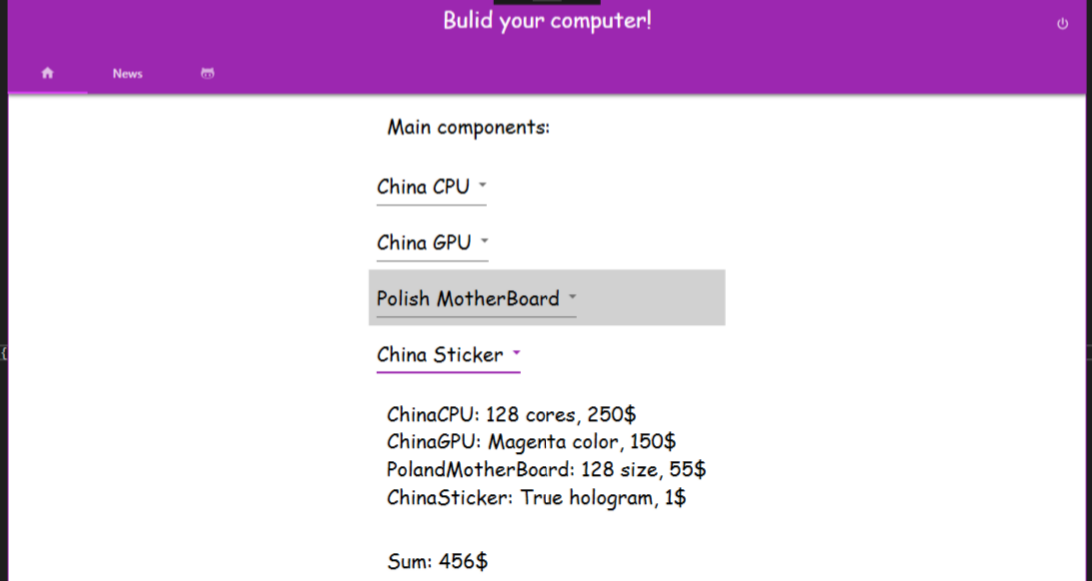 Bulid your computer!
News
Main components:
China CPU
China GPU
Polish MotherBoard
{
China Sticker
ChinaCPU: 128 cores, 250$
ChinaGPU: Magenta color, 150$
PolandMotherBoard: 128 size, 55$
ChinaSticker: True hologram, 1$
Sum: 456$